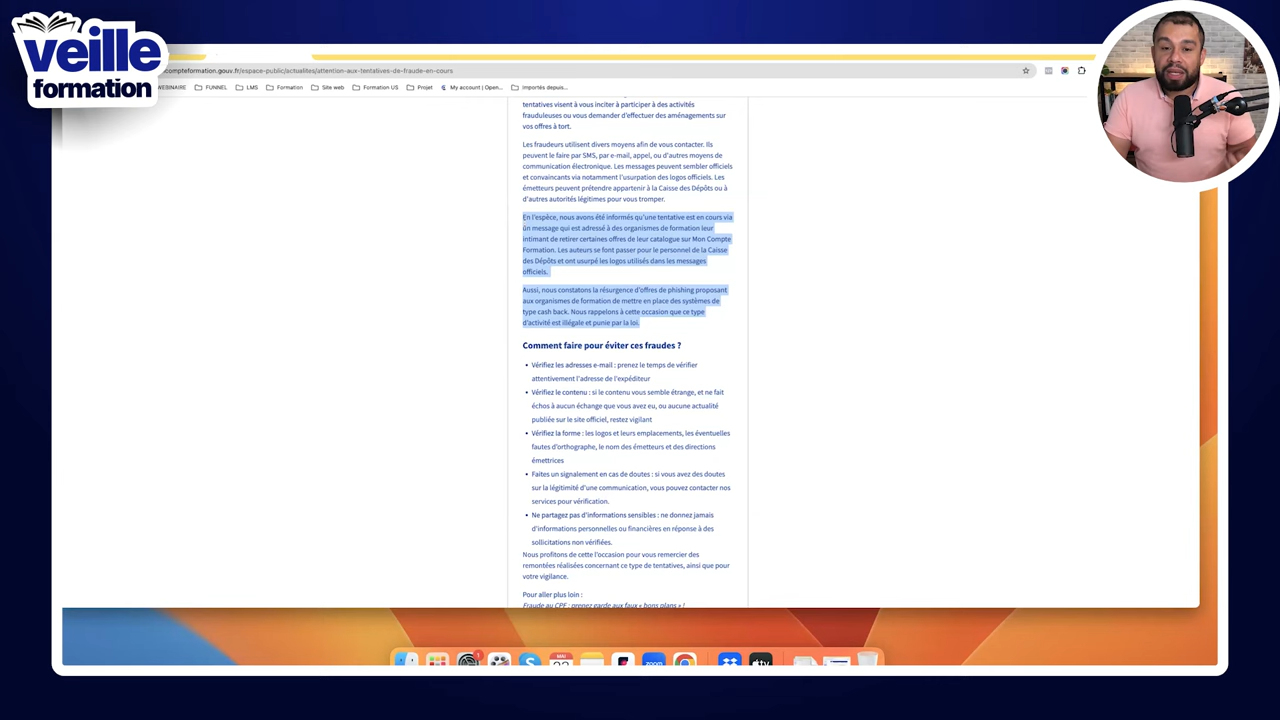 veille
formation
compteformation.gouv.fr/espace-public/actualites/attention-aux-tentatives-de-fraude-en-cours
WEBINAIRE FUNNEL LMS Formation Site web Formation US Projet My account | Open... Importés depuis...
tentatives visent à vous inciter à participer à des activités
frauduleuses ou vous demander d'effectuer des aménagements sur
vos offres à tort.
Les fraudeurs utilisent divers moyens afin de vous contacter. Ils
peuvent le faire par SMS, par e-mail, appel, ou d'autres moyens de
communication électronique. Les messages peuvent sembler officiels
et convaincants via notamment l'usurpation des logos officiels. Les
émetteurs peuvent prétendre appartenir à la Caisse des Dépôts ou à
d'autres autorités légitimes pour vous tromper.
En l'espèce, nous avons été informés qu'une tentative est en cours via
un message qui est adressé à des organismes de formation leur
intimant de retirer certaines offres de leur catalogue sur Mon Compte
Formation. Les auteurs se font passer pour le personnel de la Caisse
des Dépôts et ont usurpé les logos utilisés dans les messages
officiels.
Aussi, nous constatons la résurgence d'offres de phishing proposant
aux organismes de formation de mettre en place des systèmes de
type cash back. Nous rappelons à cette occasion que ce type
d'activité est illégale et punie par la loi.
Comment faire pour éviter ces fraudes ?
• Vérifiez les adresses e-mail : prenez le temps de vérifier
attentivement l'adresse de l'expéditeur
• Vérifiez le contenu : si le contenu vous semble étrange, et ne fait
échos à aucun échange que vous avez eu, ou aucune actualité
publiée sur le site officiel, restez vigilant
• Vérifiez la forme : les logos et leurs emplacements, les éventuelles
fautes d'orthographe, le nom des émetteurs et des directions
émettrices
• Faites un signalement en cas de doutes : si vous avez des doutes
sur la légitimité d'une communication, vous pouvez contacter nos
services pour vérification.
• Ne partagez pas d'informations sensibles : ne donnez jamais
d'informations personnelles ou financières en réponse à des
sollicitations non vérifiées.
Nous profitons de cette l'occasion pour vous remercier des
remontées réalisées concernant ce type de tentatives, ainsi que pour
votre vigilance.
Pour aller plus loin :
Fraude au CPF : prenez garde aux faux « bons plans » !
MAI
zoom
tv